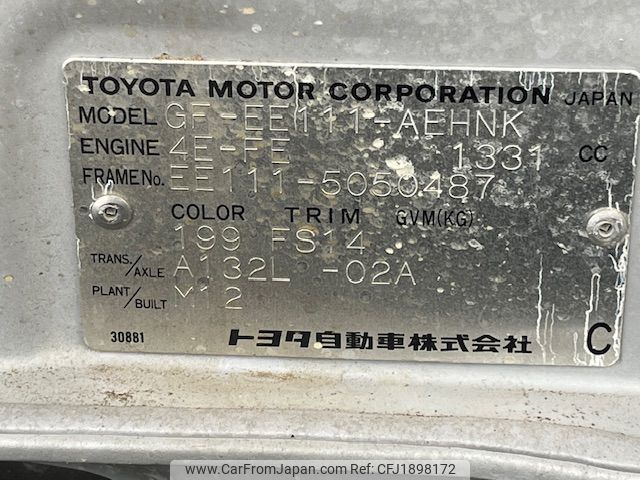 TOYOTA MOTOR CORPORATION JAPAN
MODEL GF-EE111-AEHNK
ENGINE 4E-FE 1331 CC
FRAME No. EE111-5050487
COLOR TRIM GVM(KG)
199 FS14
TRANS./AXLE A132L -02A
PLANT/BUILT M12
30881 トヨタ自動車株式会社 C
www.CarFromJapan.com Ref:CFJ1898172